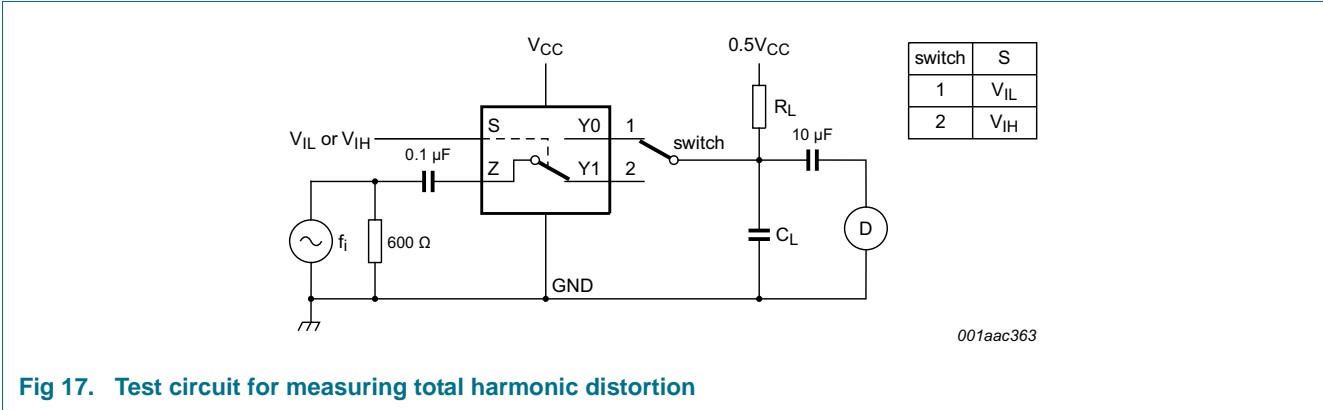 VCC
0.5VCC
switch S
1 VIL
2 VIH
RL
10 µF
VIL or VIH
S
Y0
1
switch
0.1 µF
Z
Y1
2
fi
600 Ω
CL
D
GND
001aac363
Fig 17. Test circuit for measuring total harmonic distortion